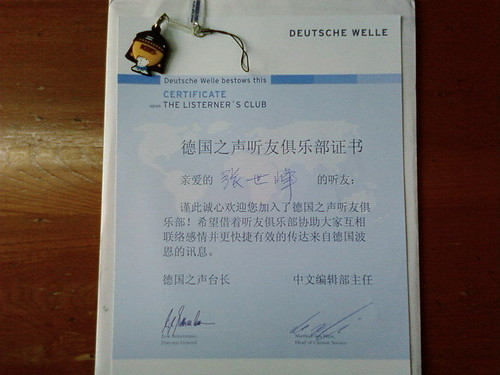 DEUTSCHE WELLE
Deutsche Welle bestows this
CERTIFICATE
upon THE LISTERNER'S CLUB
德国之声听友俱乐部证书
亲爱的 张世峰 的听友：
谨此诚心欢迎您加入了德国之声听友俱
乐部！希望借着听友俱乐部协助大家互相
联络感情并更快捷有效的传达来自德国波
恩的讯息。
德国之声台长 中文编辑部主任
Director General Head of Chinese Service